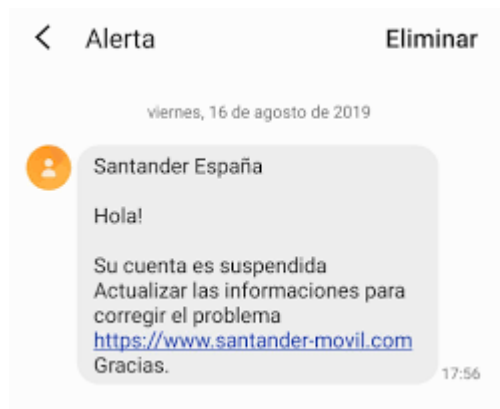 Alerta Eliminar
viernes, 16 de agosto de 2019
Santander España
Hola!
Su cuenta es suspendida
Actualizar las informaciones para
corregir el problema
https://www.santander-movil.com
Gracias.
17:56